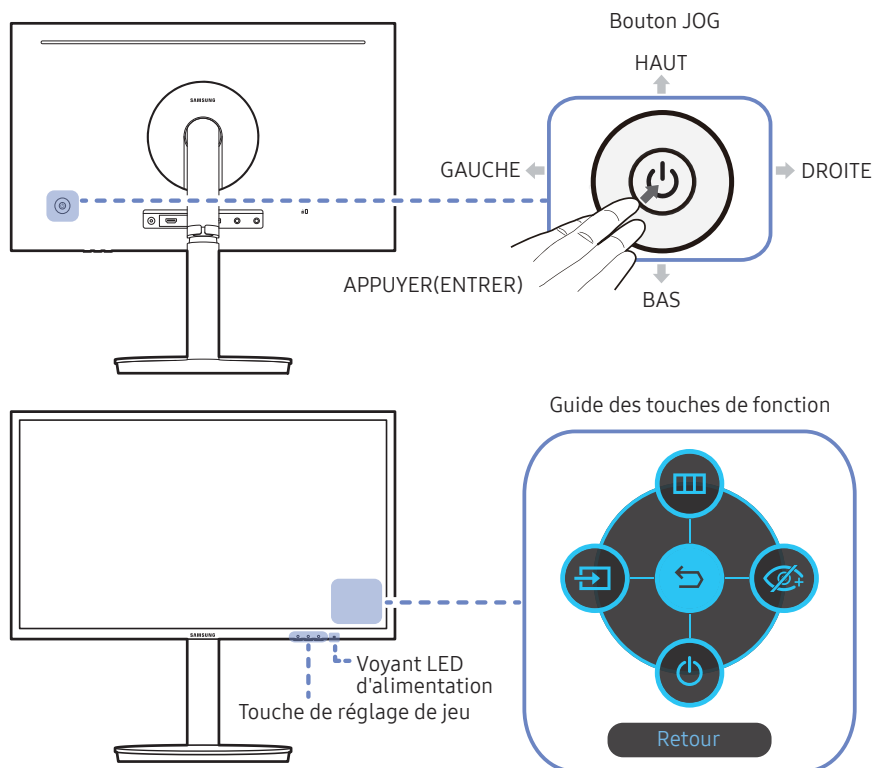 Bouton JOG
HAUT
SAMSUNG
GAUCHE
DROITE
APPUYER(ENTRER)
BAS
Guide des touches de fonction
SAMSUNG
Voyant LED
d'alimentation
Touche de réglage de jeu
Retour